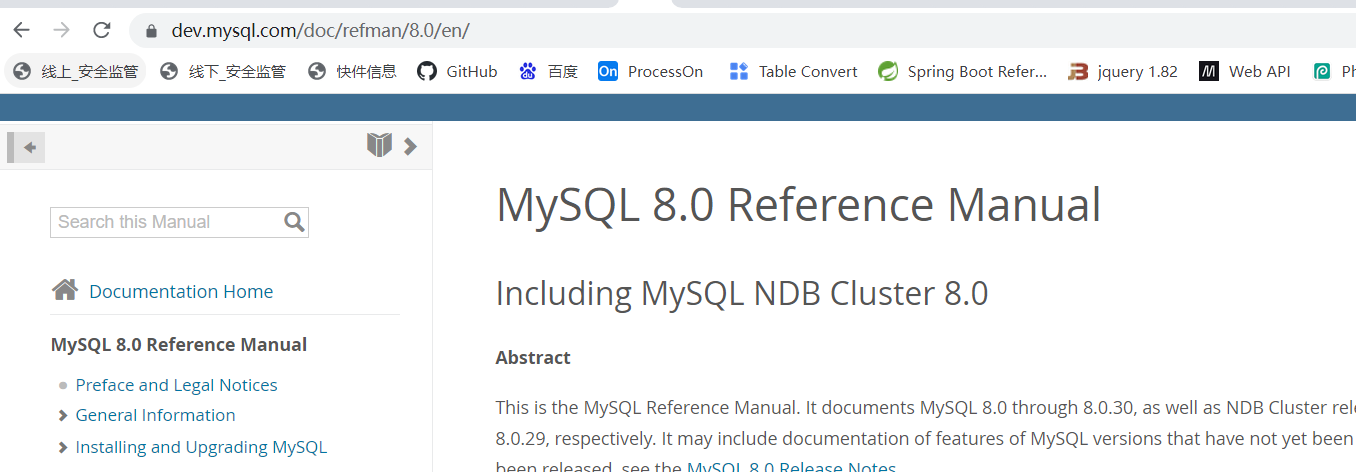 dev.mysql.com/doc/refman/8.0/en/
线上_安全监管 线下_安全监管 快件信息 GitHub 百度 On ProcessOn Table Convert Spring Boot Refer... jquery 1.82 Web API
Search this Manual
Documentation Home
MySQL 8.0 Reference Manual
Preface and Legal Notices
General Information
Installing and Upgrading MySQL
MySQL 8.0 Reference Manual
Including MySQL NDB Cluster 8.0
Abstract
This is the MySQL Reference Manual. It documents MySQL 8.0 through 8.0.30, as well as NDB Cluster
8.0.29, respectively. It may include documentation of features of MySQL versions that have not yet been
been released, see the MySQL 8.0 Release Notes.